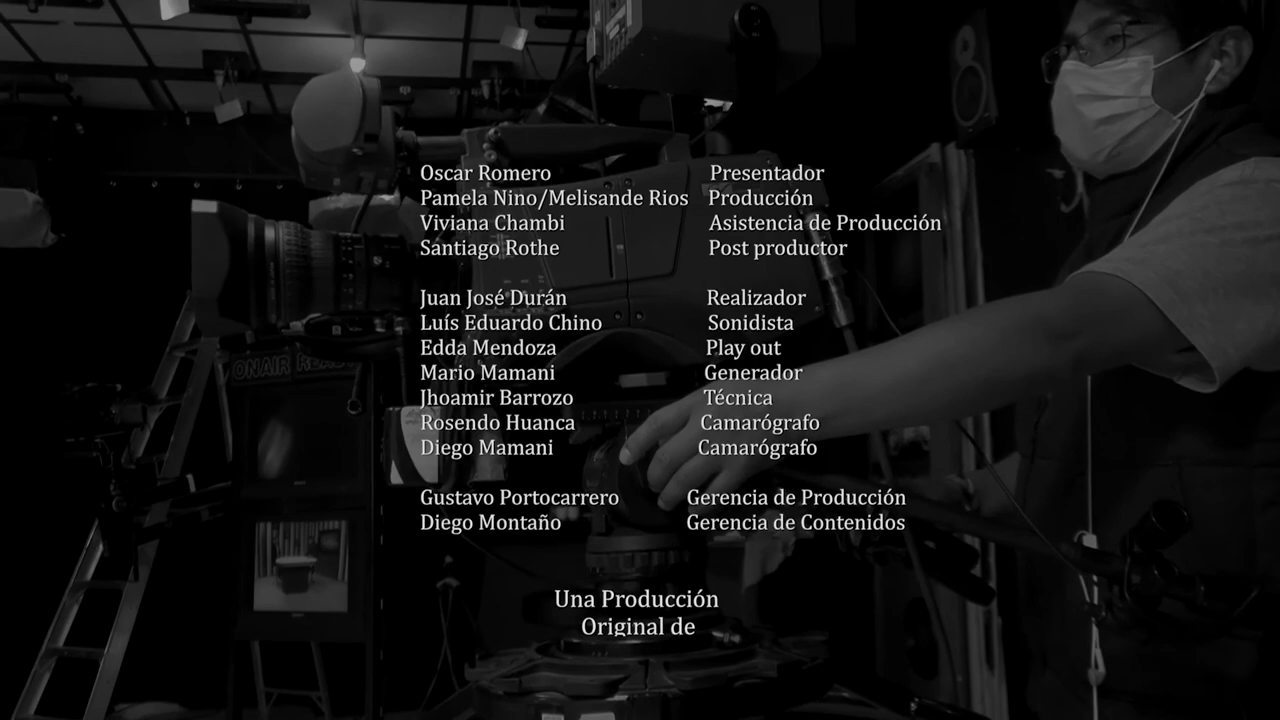 Oscar Romero Presentador
Pamela Nino/Melisande Rios Producción
Viviana Chambi Asistencia de Producción
Santiago Rothe Post productor
Juan José Durán Realizador
Luís Eduardo Chino Sonidista
Edda Mendoza Play out
Mario Mamani Generador
ONAIR
Jhoamir Barrozo Técnica
Rosendo Huanca Camarógrafo
Diego Mamani Camarógrafo
Gustavo Portocarrero Gerencia de Producción
Diego Montaño Gerencia de Contenidos
Una Producción
Original de